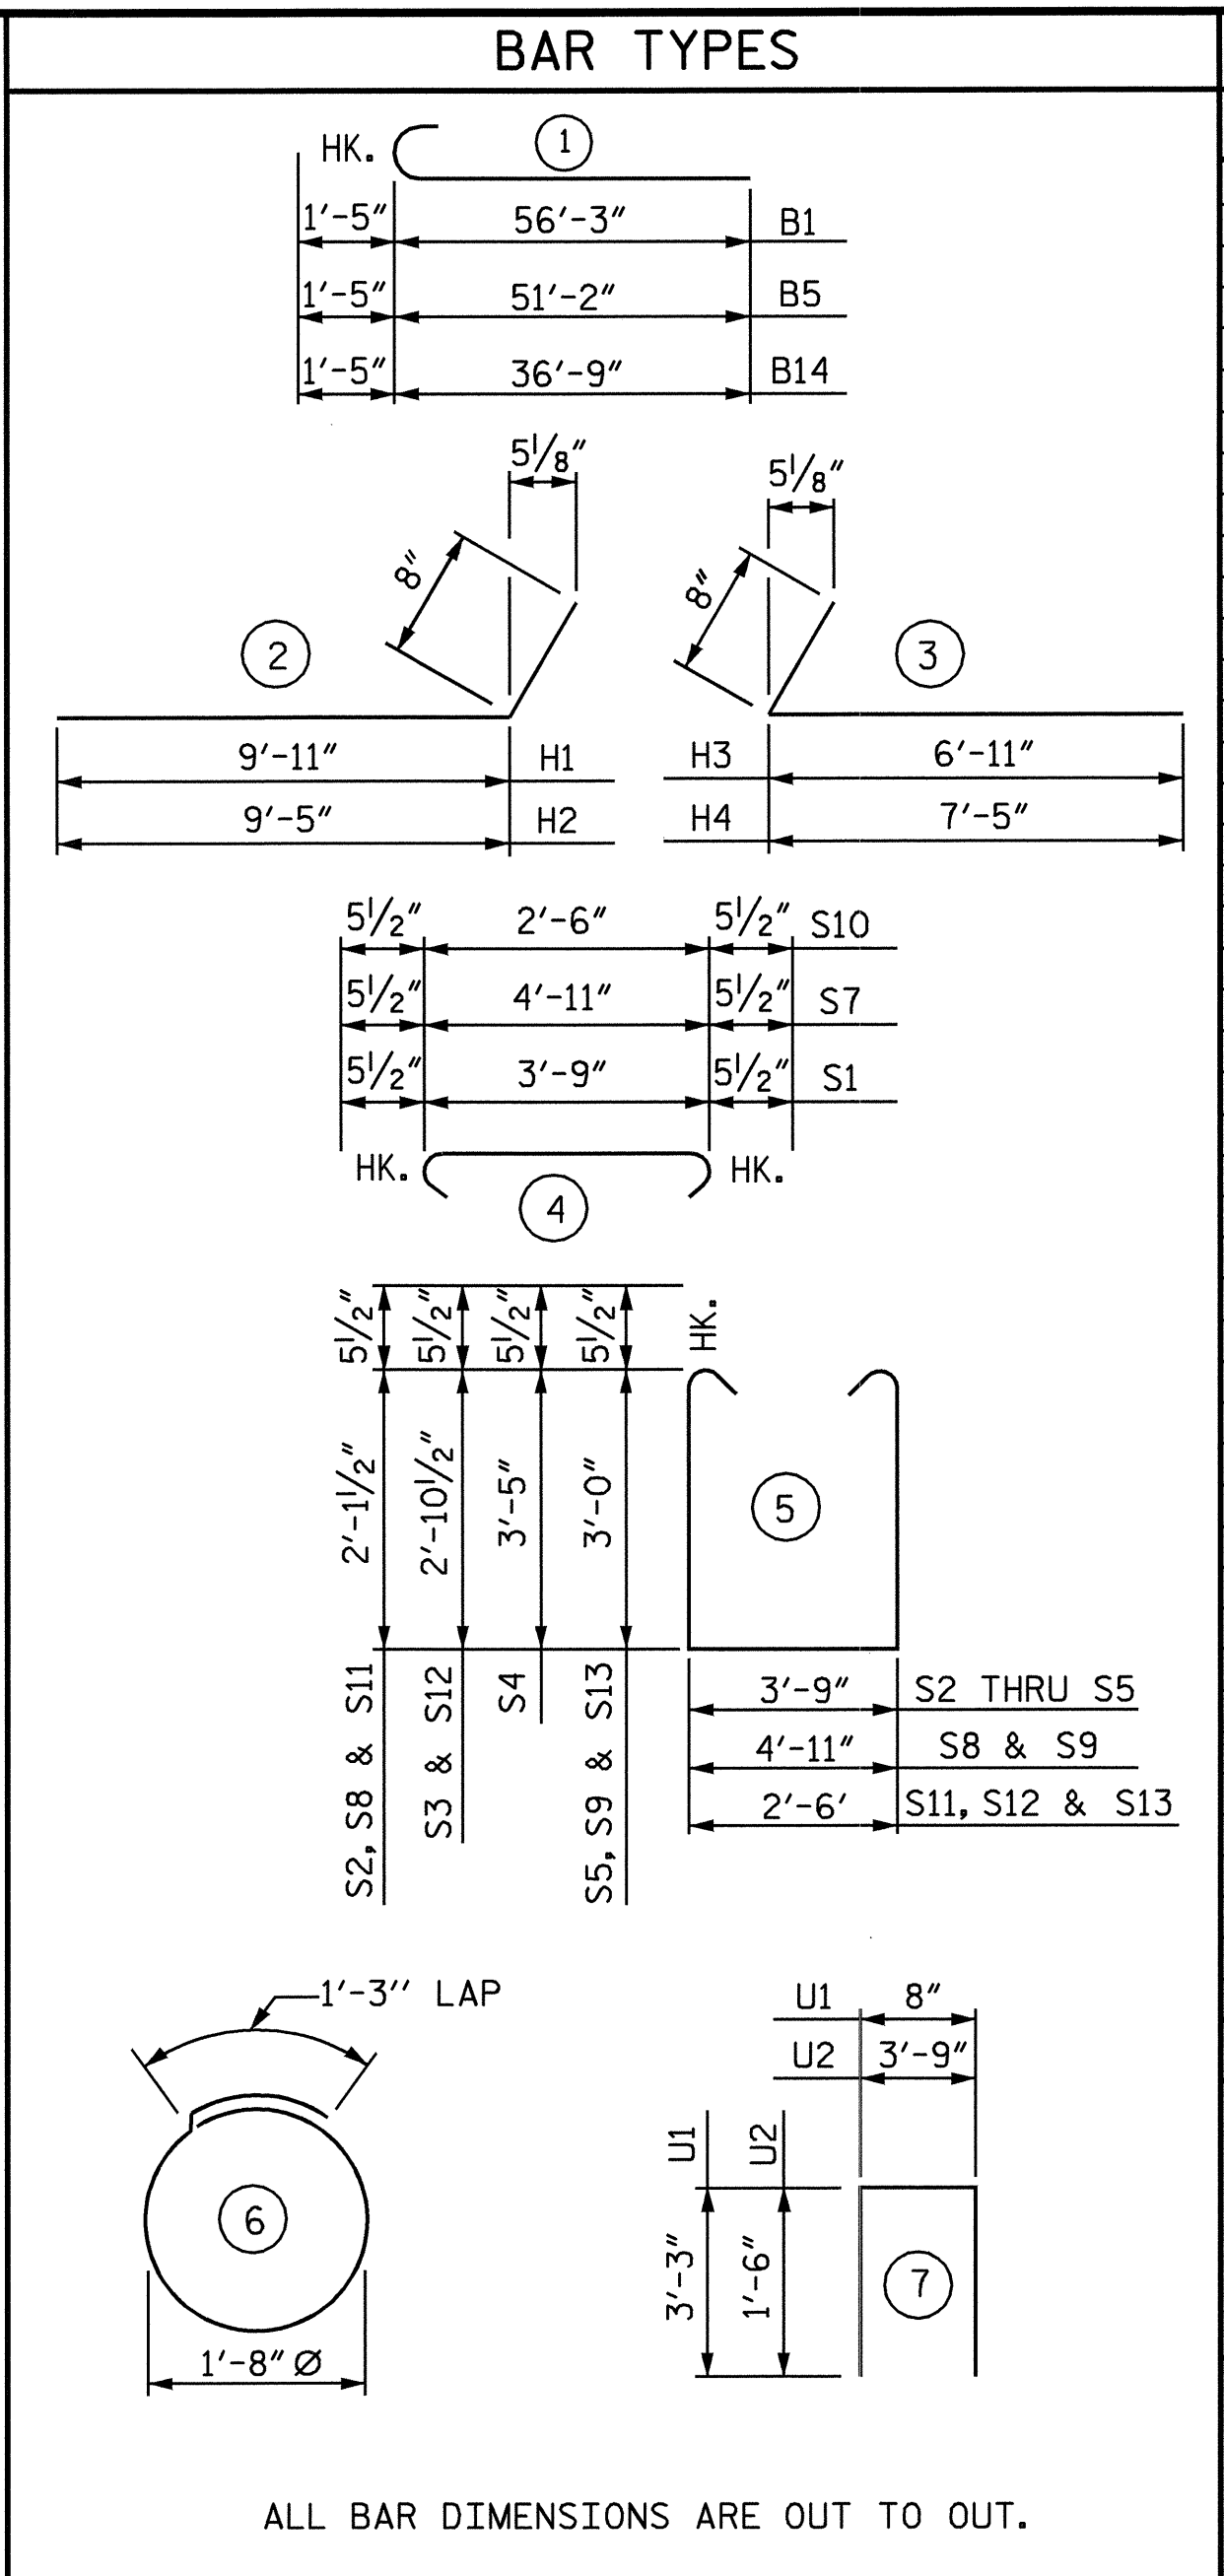 BAR TYPES
HK. 1
1'-5" 56'-3" B1
1'-5" 51'-2" B5
1'-5" 36'-9" B14
5 1/8" 5 1/8"
8" 8"
2 3
9'-11" H1 H3 6'-11"
9'-5" H2 H4 7'-5"
5 1/2" 2'-6" 5 1/2" S10
5 1/2" 4'-11" 5 1/2" S7
5 1/2" 3'-9" 5 1/2" S1
HK. 4 HK.
5 1/2" 5 1/2" 5 1/2" 5 1/2" HK.
2'-1 1/2" 2'-10 1/2" 3'-5" 3'-0" 5
S2, S8 & S11
S3 & S12
S4
S5, S9 & S13
3'-9" S2 THRU S5
4'-11" S8 & S9
2'-6' S11, S12 & S13
1'-3'' LAP
6
1'-8" Ø
U1 8"
U2 3'-9"
U1 U2
3'-3" 1'-6" 7
ALL BAR DIMENSIONS ARE OUT TO OUT.